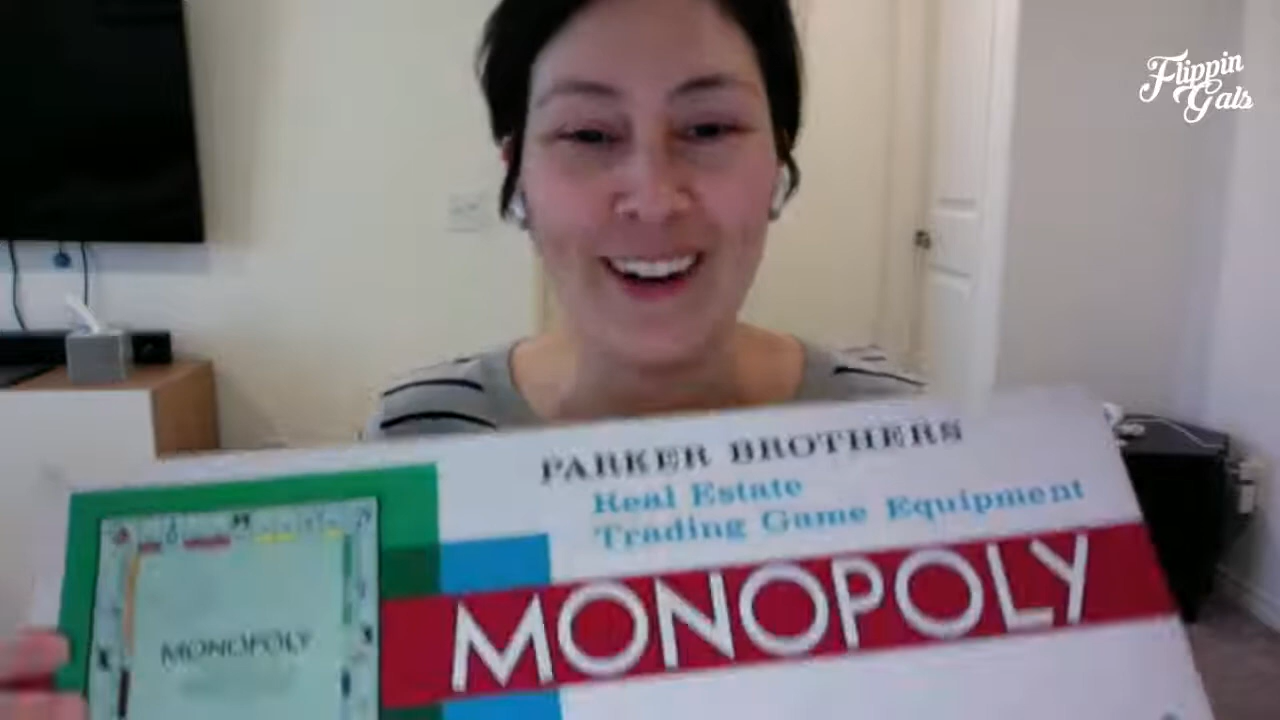 Flippin
Gals
PARKER BROTHERS
Real Estate
Trading Game Equipment
MONOPOLY
MONOPOLY